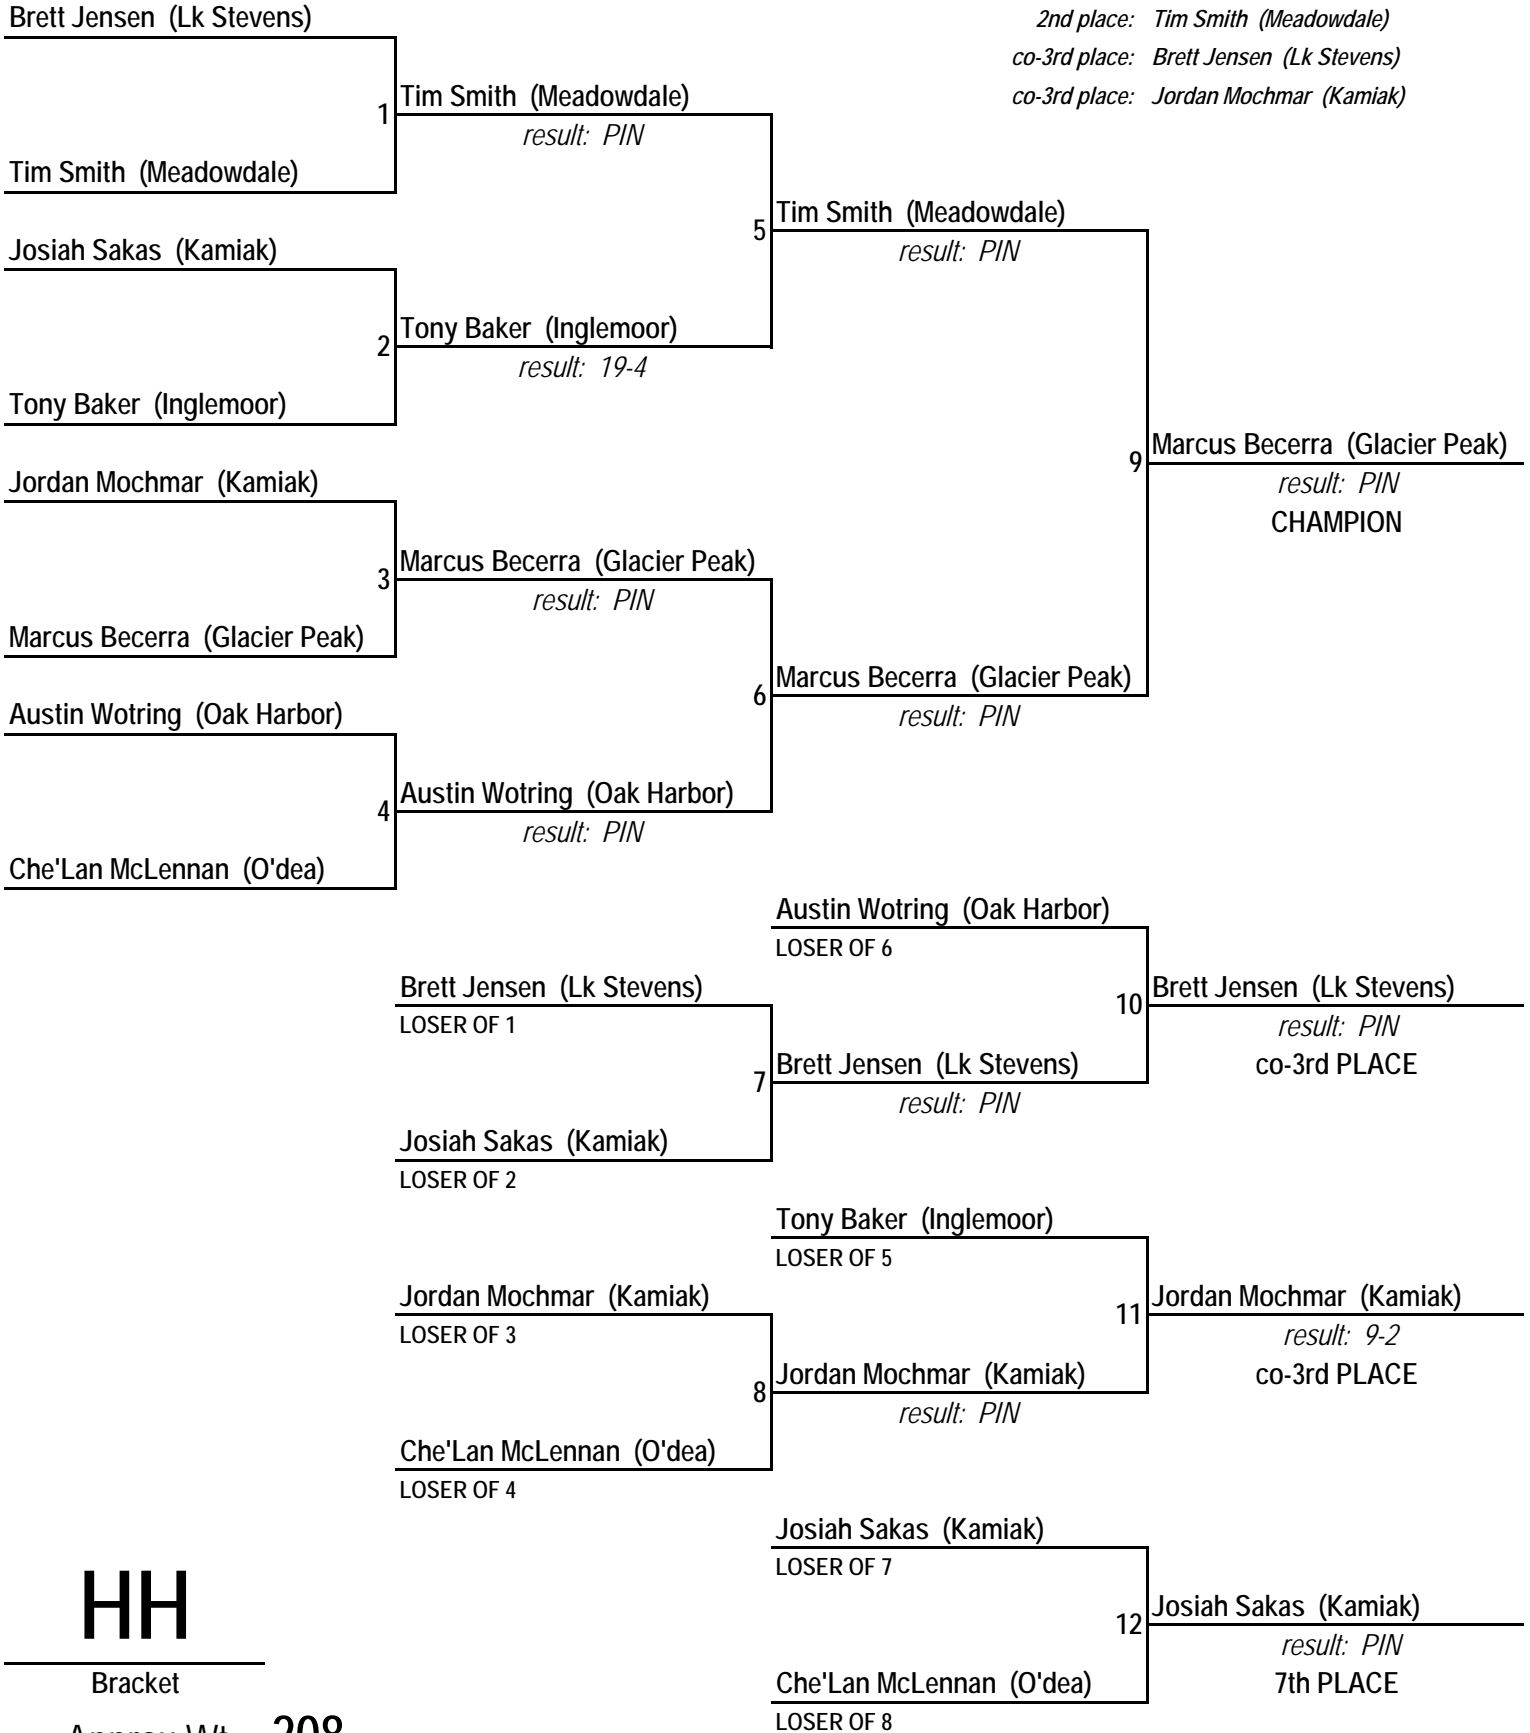 Brett Jensen (Lk Stevens)
2nd place: Tim Smith (Meadowdale)
co-3rd place: Brett Jensen (Lk Stevens)
co-3rd place: Jordan Mochmar (Kamiak)
1
Tim Smith (Meadowdale)
result: PIN
Tim Smith (Meadowdale)
5
Tim Smith (Meadowdale)
result: PIN
Josiah Sakas (Kamiak)
2
Tony Baker (Inglemoor)
result: 19-4
Tony Baker (Inglemoor)
9
Marcus Becerra (Glacier Peak)
result: PIN
CHAMPION
Jordan Mochmar (Kamiak)
3
Marcus Becerra (Glacier Peak)
result: PIN
Marcus Becerra (Glacier Peak)
6
Marcus Becerra (Glacier Peak)
result: PIN
Austin Wotring (Oak Harbor)
4
Austin Wotring (Oak Harbor)
result: PIN
Che'Lan McLennan (O'dea)
Austin Wotring (Oak Harbor)
LOSER OF 6
Brett Jensen (Lk Stevens)
LOSER OF 1
10
Brett Jensen (Lk Stevens)
result: PIN
co-3rd PLACE
7
Brett Jensen (Lk Stevens)
result: PIN
Josiah Sakas (Kamiak)
LOSER OF 2
Tony Baker (Inglemoor)
LOSER OF 5
Jordan Mochmar (Kamiak)
LOSER OF 3
11
Jordan Mochmar (Kamiak)
result: 9-2
co-3rd PLACE
8
Jordan Mochmar (Kamiak)
result: PIN
Che'Lan McLennan (O'dea)
LOSER OF 4
Josiah Sakas (Kamiak)
LOSER OF 7
12
Josiah Sakas (Kamiak)
result: PIN
7th PLACE
Che'Lan McLennan (O'dea)
LOSER OF 8
HH
Bracket
Approx Wt 208